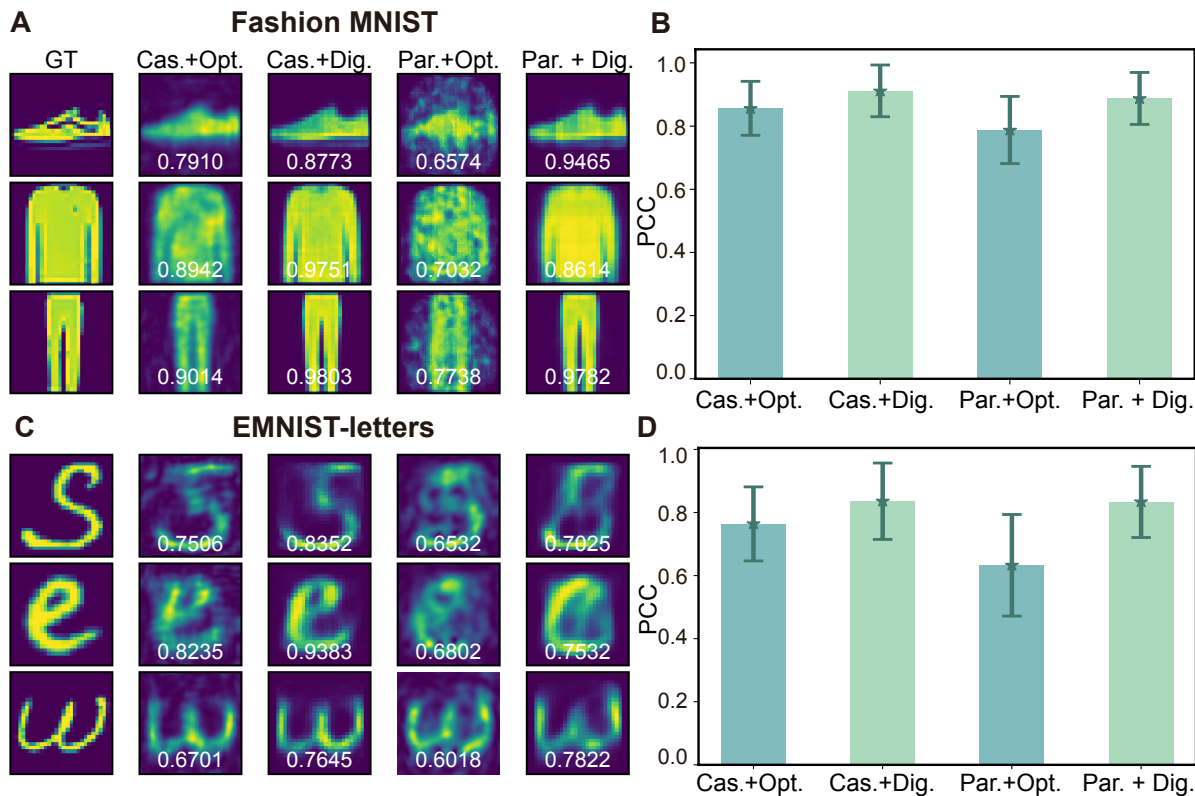 A Fashion MNIST
GT Cas.+Opt. Cas.+Dig. Par.+Opt. Par. + Dig.
0.7910 0.8773 0.6574 0.9465
0.8942 0.9751 0.7032 0.8614
0.9014 0.9803 0.7738 0.9782
B
1.0
0.8
0.6
0.4
0.2
0.0
PCC
Cas.+Opt. Cas.+Dig. Par.+Opt. Par. + Dig.
C EMNIST-letters
0.7506 0.8352 0.6532 0.7025
0.8235 0.9383 0.6802 0.7532
0.6701 0.7645 0.6018 0.7822
D
1.0
0.8
0.6
0.4
0.2
0.0
PCC
Cas.+Opt. Cas.+Dig. Par.+Opt. Par. + Dig.